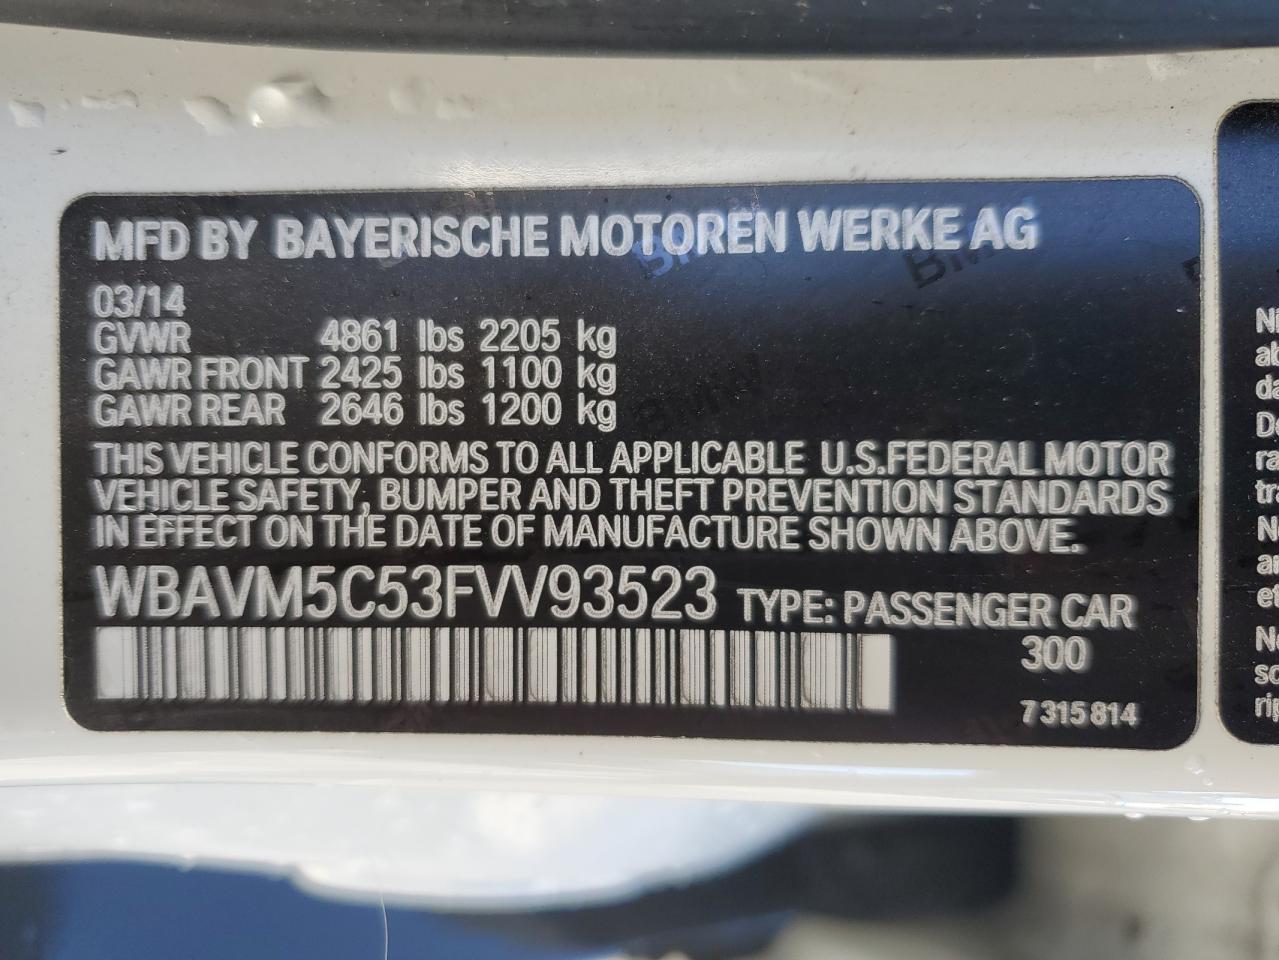 MFD BY BAYERISCHE MOTOREN WERKE AG
03/14
GVWR 4861 lbs 2205 kg
GAWR FRONT 2425 lbs 1100 kg
GAWR REAR 2646 lbs 1200 kg
THIS VEHICLE CONFORMS TO ALL APPLICABLE U.S.FEDERAL MOTOR
VEHICLE SAFETY, BUMPER AND THEFT PREVENTION STANDARDS
IN EFFECT ON THE DATE OF MANUFACTURE SHOWN ABOVE.
WBAVM5C53FVV93523 TYPE: PASSENGER CAR
300
7 315 814